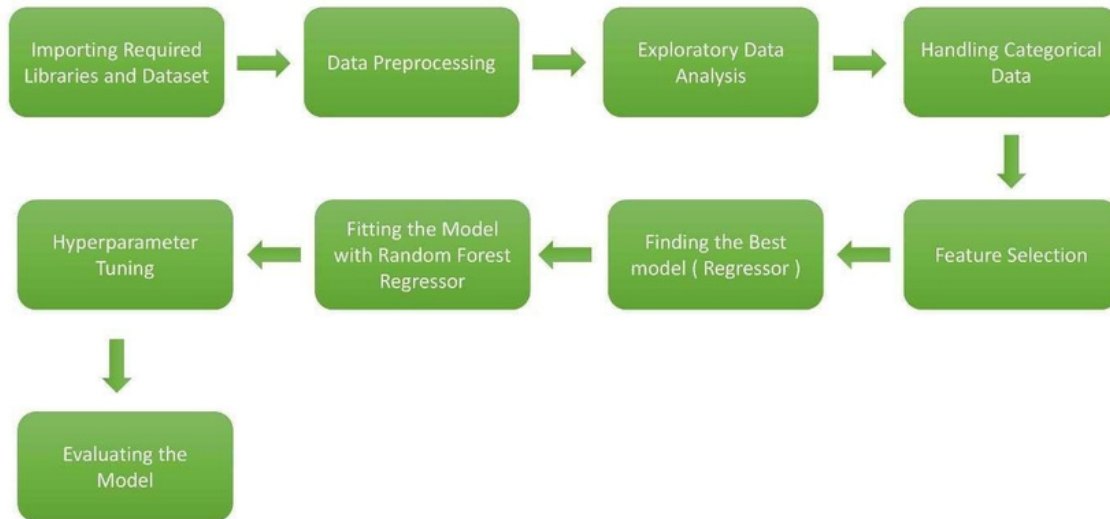 Importing Required
Libraries and Dataset
Data Preprocessing
Exploratory Data
Analysis
Handling Categorical
Data
Feature Selection
Finding the Best
model ( Regressor )
Fitting the Model
with Random Forest
Regressor
Hyperparameter
Tuning
Evaluating the
Model